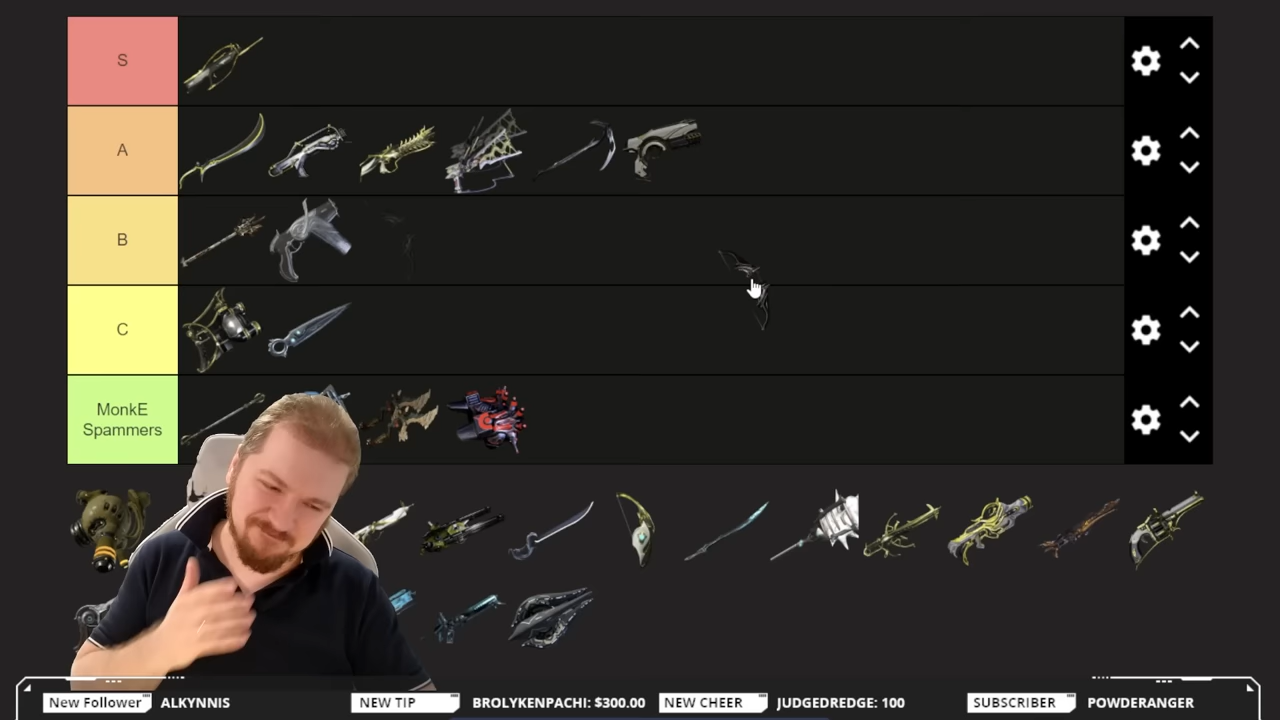 S
A
B
C
MonkE
Spammers
New Follower ALKYNNIS NEW TIP BROLYKENPACHI: $300.00 NEW CHEER JUDGEDREDGE: 100 SUBSCRIBER POWDERANGER